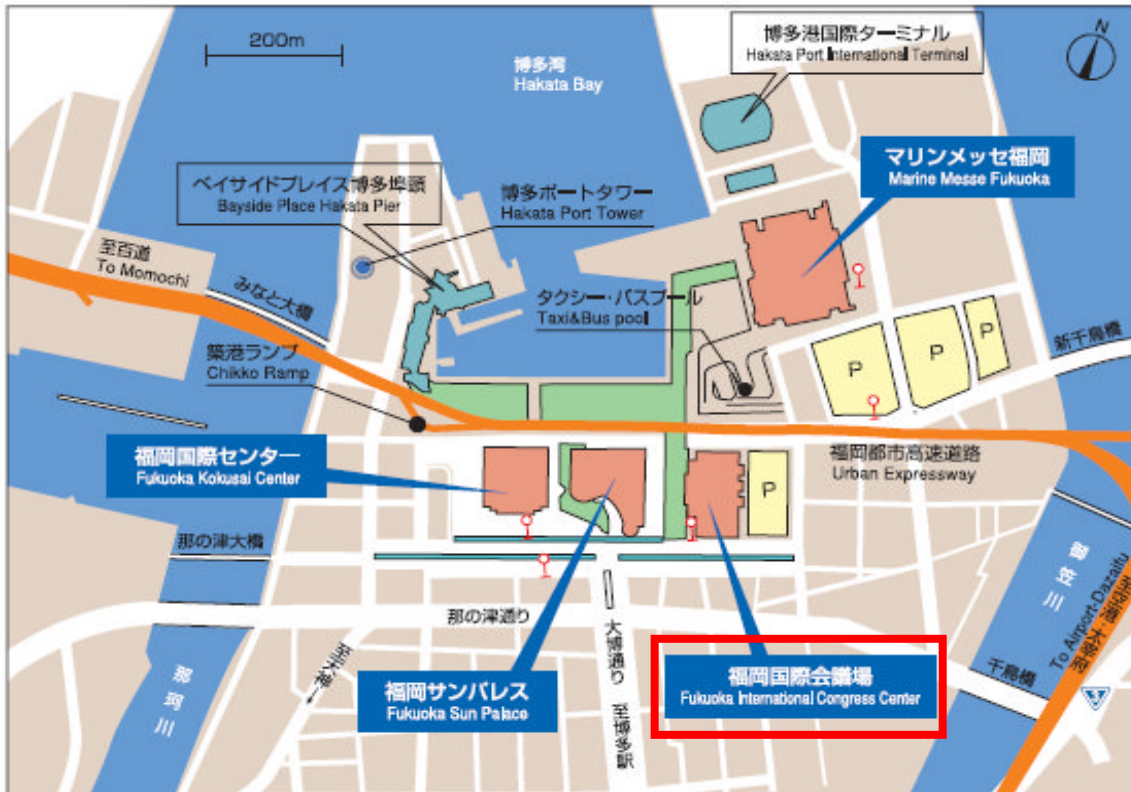 200m
博多湾
Hakata Bay
博多港国際ターミナル
Hakata Port International Terminal
N
マリンメッセ福岡
Marine Messe Fukuoka
ベイサイドプレイス博多埠頭
Bayside Place Hakata Pier
博多ポートタワー
Hakata Port Tower
至百道
To Momochi
みなと大橋
タクシー・バスプール
Taxi&Bus pool
築港ランプ
Chikko Ramp
新千鳥橋
P
P
P
福岡国際センター
Fukuoka Kokusai Center
福岡都市高速道路
Urban Expressway
P
那の津大橋
御笠川
至空港・太宰府
To Airport-Dazaifu
那の津通り
至天神
大博通り 至博多駅
千鳥橋
那珂川
福岡サンパレス
Fukuoka Sun Palace
福岡国際会議場
Fukuoka International Congress Center
3